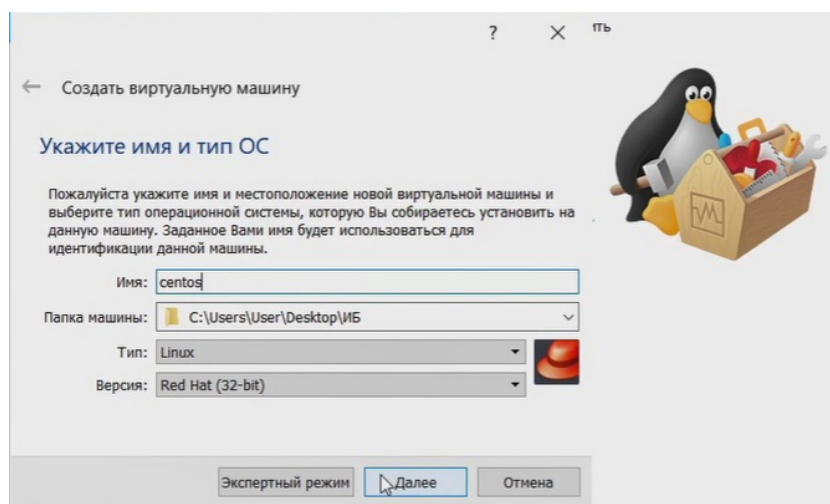 ?
ть
Создать виртуальную машину
Укажите имя и тип ОС
Пожалуйста укажите имя и местоположение новой виртуальной машины и
выберите тип операционной системы, которую Вы собираетесь установить на
данную машину. Заданное Вами имя будет использоваться для
идентификации данной машины.
Имя: centos
Папка машины: C:\Users\User\Desktop\ИБ
Тип: Linux
Версия: Red Hat (32-bit)
Экспертный режим Далее Отмена